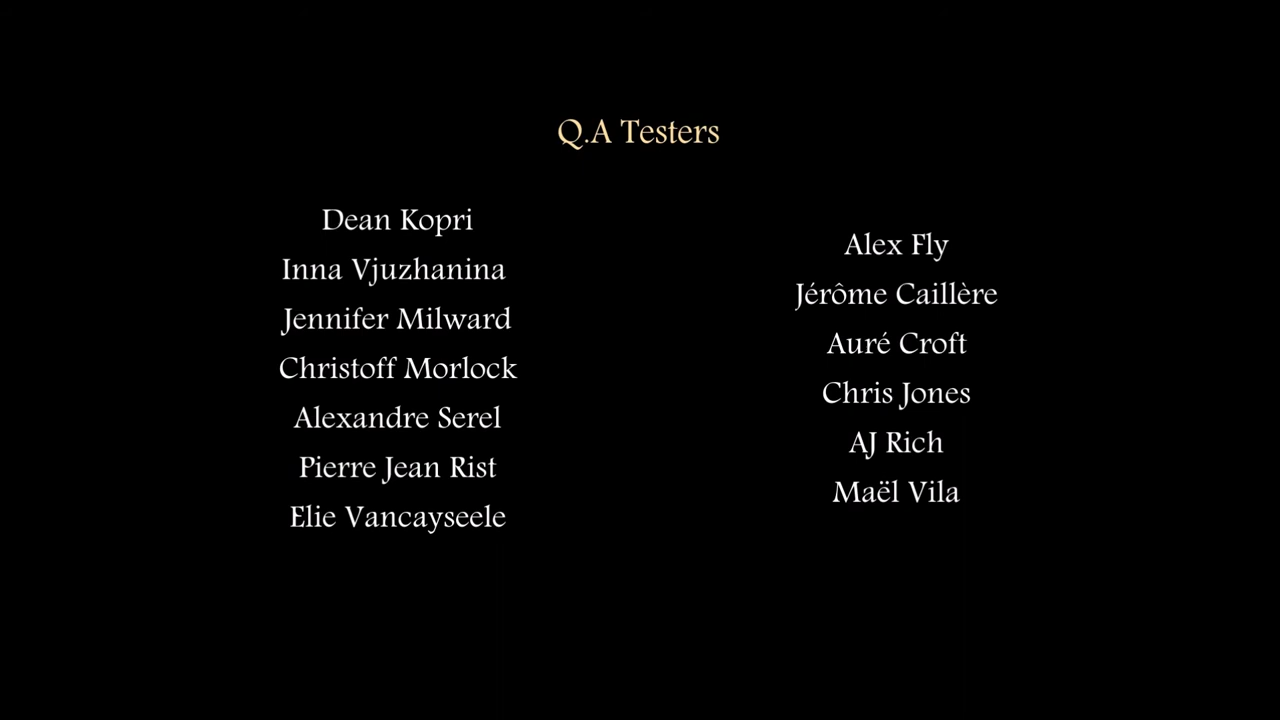 Q.A Testers
Dean Kopri
Inna Vjuzhanina
Jennifer Milward
Christoff Morlock
Alexandre Serel
Pierre Jean Rist
Elie Vancayseele
Alex Fly
Jérôme Caillère
Auré Croft
Chris Jones
AJ Rich
Maël Vila